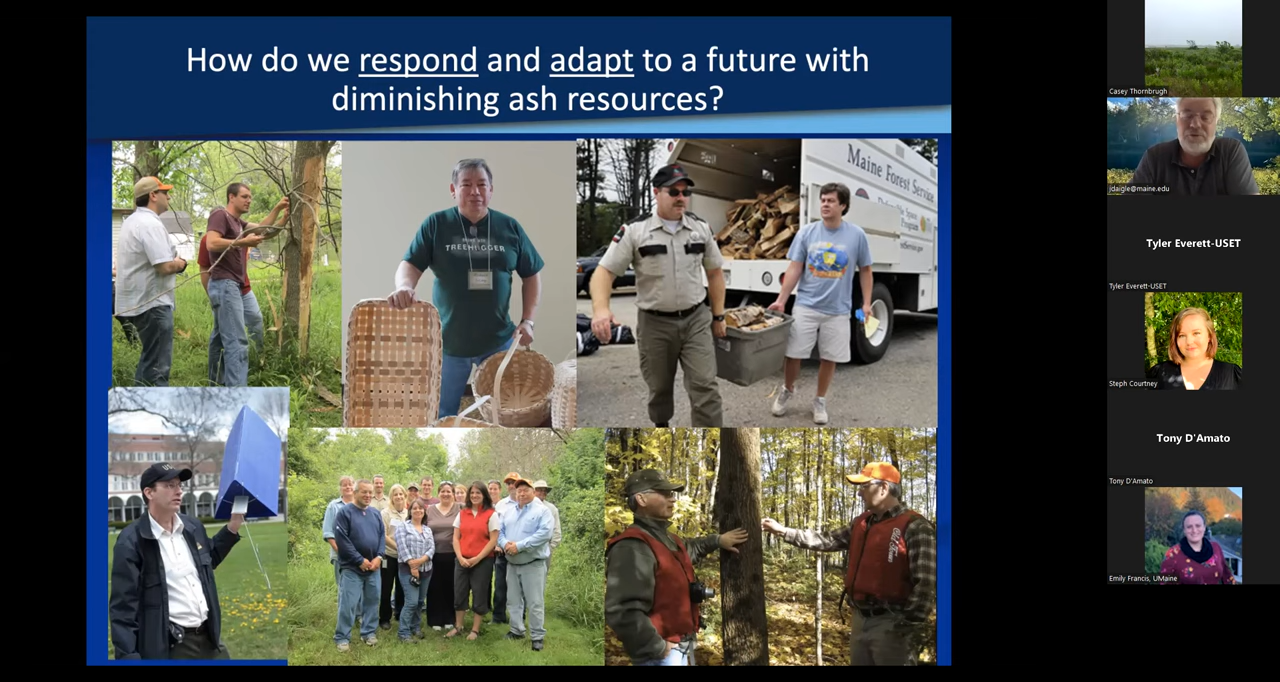 How do we respond and adapt to a future with
diminishing ash resources?
TREEHUGGER
Maine Forest Service
Program
Casey Thornbrugh
jdaigle@maine.edu
Tyler Everett-USET
Tyler Everett-USET
Steph Courtney
Tony D'Amato
Tony D'Amato
Emily Francis, UMaine